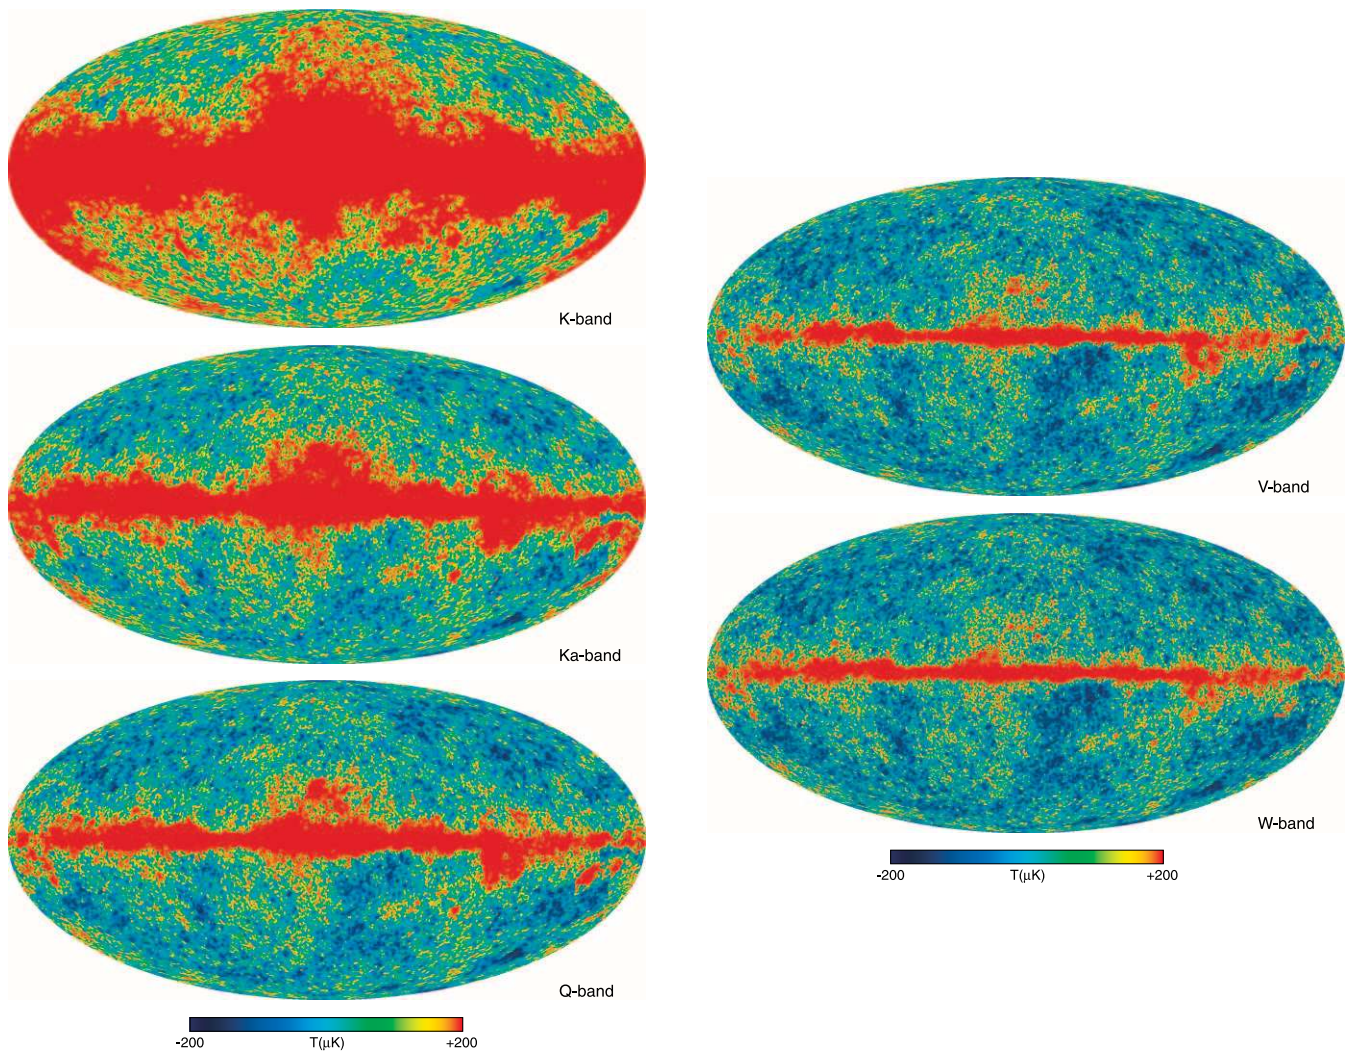 K-band
Ka-band
Q-band
-200 T(μK) +200
V-band
W-band
-200 T(μK) +200